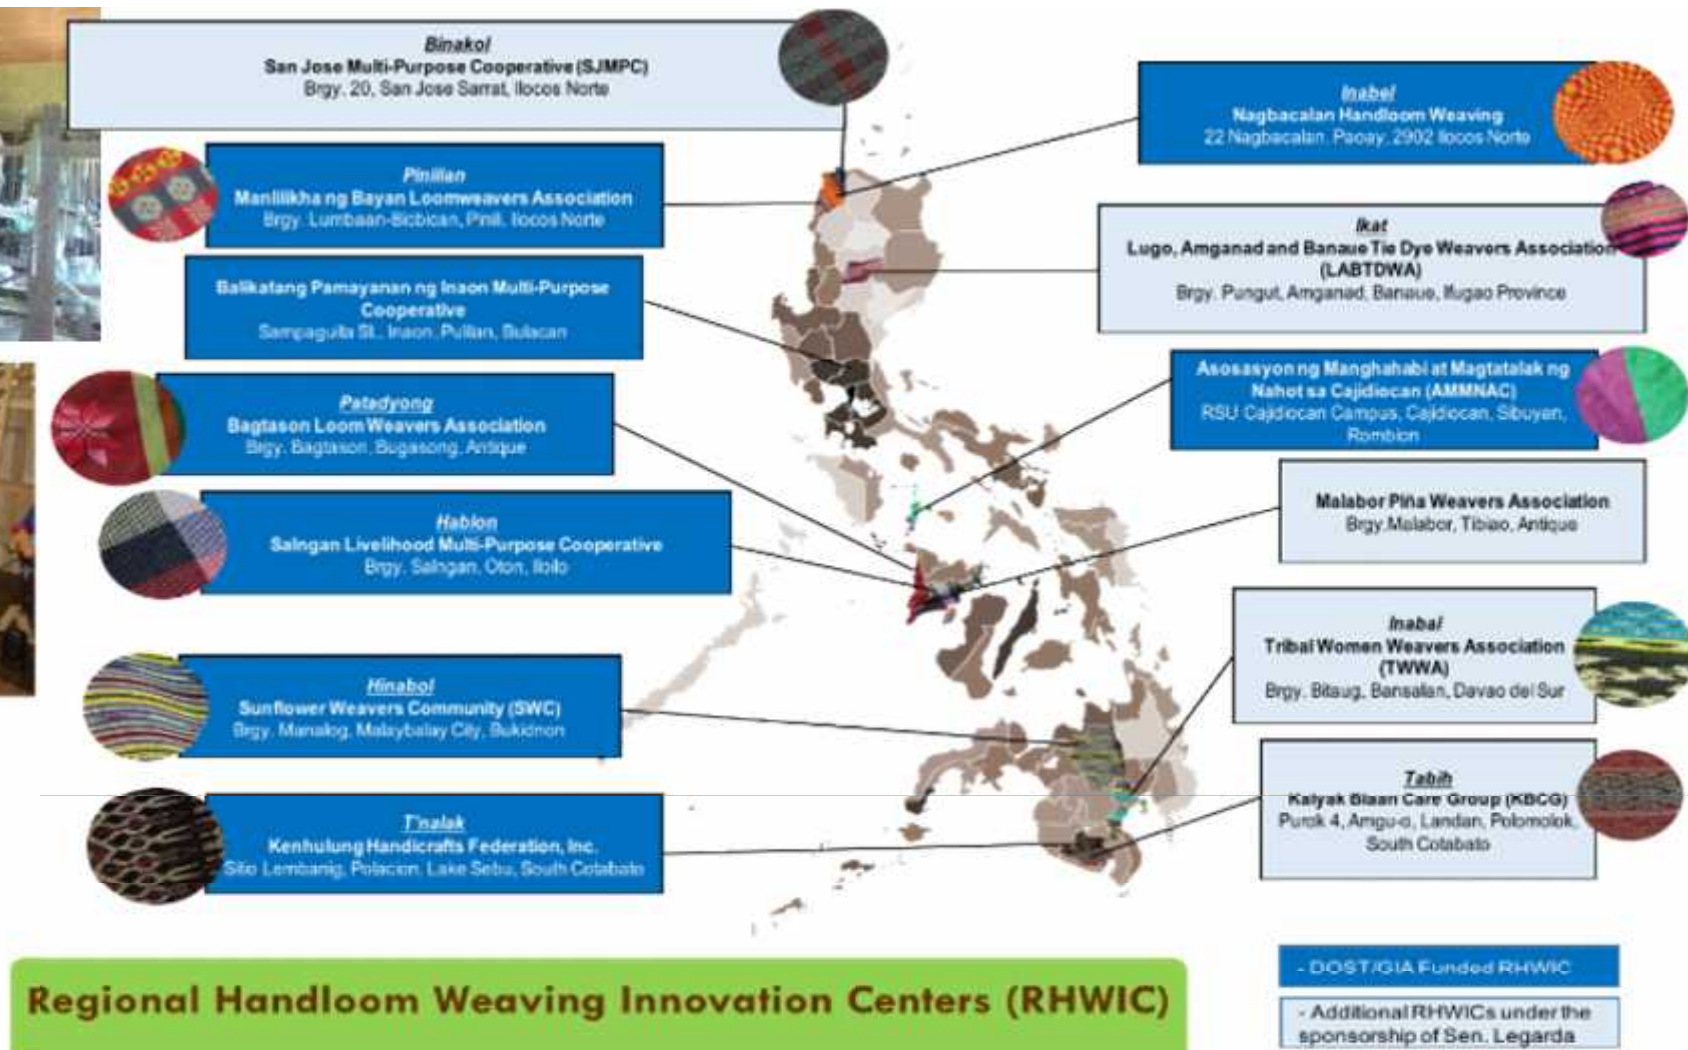 Binakol
San Jose Multi-Purpose Cooperative (SJMPC)
Brgy. 20, San Jose Sarrat, Ilocos Norte
Pinilian
Manlilikha ng Bayan Loomweavers Association
Brgy. Lumbaan-Bicbican, Pinili, Ilocos Norte
Balikatang Pamayanan ng Inaon Multi-Purpose
Cooperative
Sampaguita St., Inaon, Pulilan, Bulacan
Patadyong
Bagtason Loom Weavers Association
Brgy. Bagtason, Bugasong, Antique
Hablon
Salngan Livelihood Multi-Purpose Cooperative
Brgy. Salngan, Oton, Iloilo
Hinabol
Sunflower Weavers Community (SWC)
Brgy. Manalog, Malaybalay City, Bukidnon
T'nalak
Kenhulung Handicrafts Federation, Inc.
Sitio Lembanig, Polacion, Lake Sebu, South Cotabato
Inabel
Nagbacalan Handloom Weaving
22 Nagbacalan, Paoay, 2902 Ilocos Norte
Ikat
Lugo, Amganad and Banaue Tie Dye Weavers Association
(LABTDWA)
Brgy. Pungut, Amganad, Banaue, Ifugao Province
Asosasyon ng Manghahabi at Magtatalak ng
Nahot sa Cajidiocan (AMMNAC)
RSU Cajidiocan Campus, Cajidiocan, Sibuyan,
Romblon
Malabor Piña Weavers Association
Brgy.Malabor, Tibiao, Antique
Inabal
Tribal Women Weavers Association
(TWWA)
Brgy. Bitaug, Bansalan, Davao del Sur
Tabih
Kalyak Blaan Care Group (KBCG)
Purok 4, Amgu-o, Landan, Polomolok,
South Cotabato
Regional Handloom Weaving Innovation Centers (RHWIC)
- DOST/GIA Funded RHWIC
- Additional RHWICs under the
sponsorship of Sen. Legarda